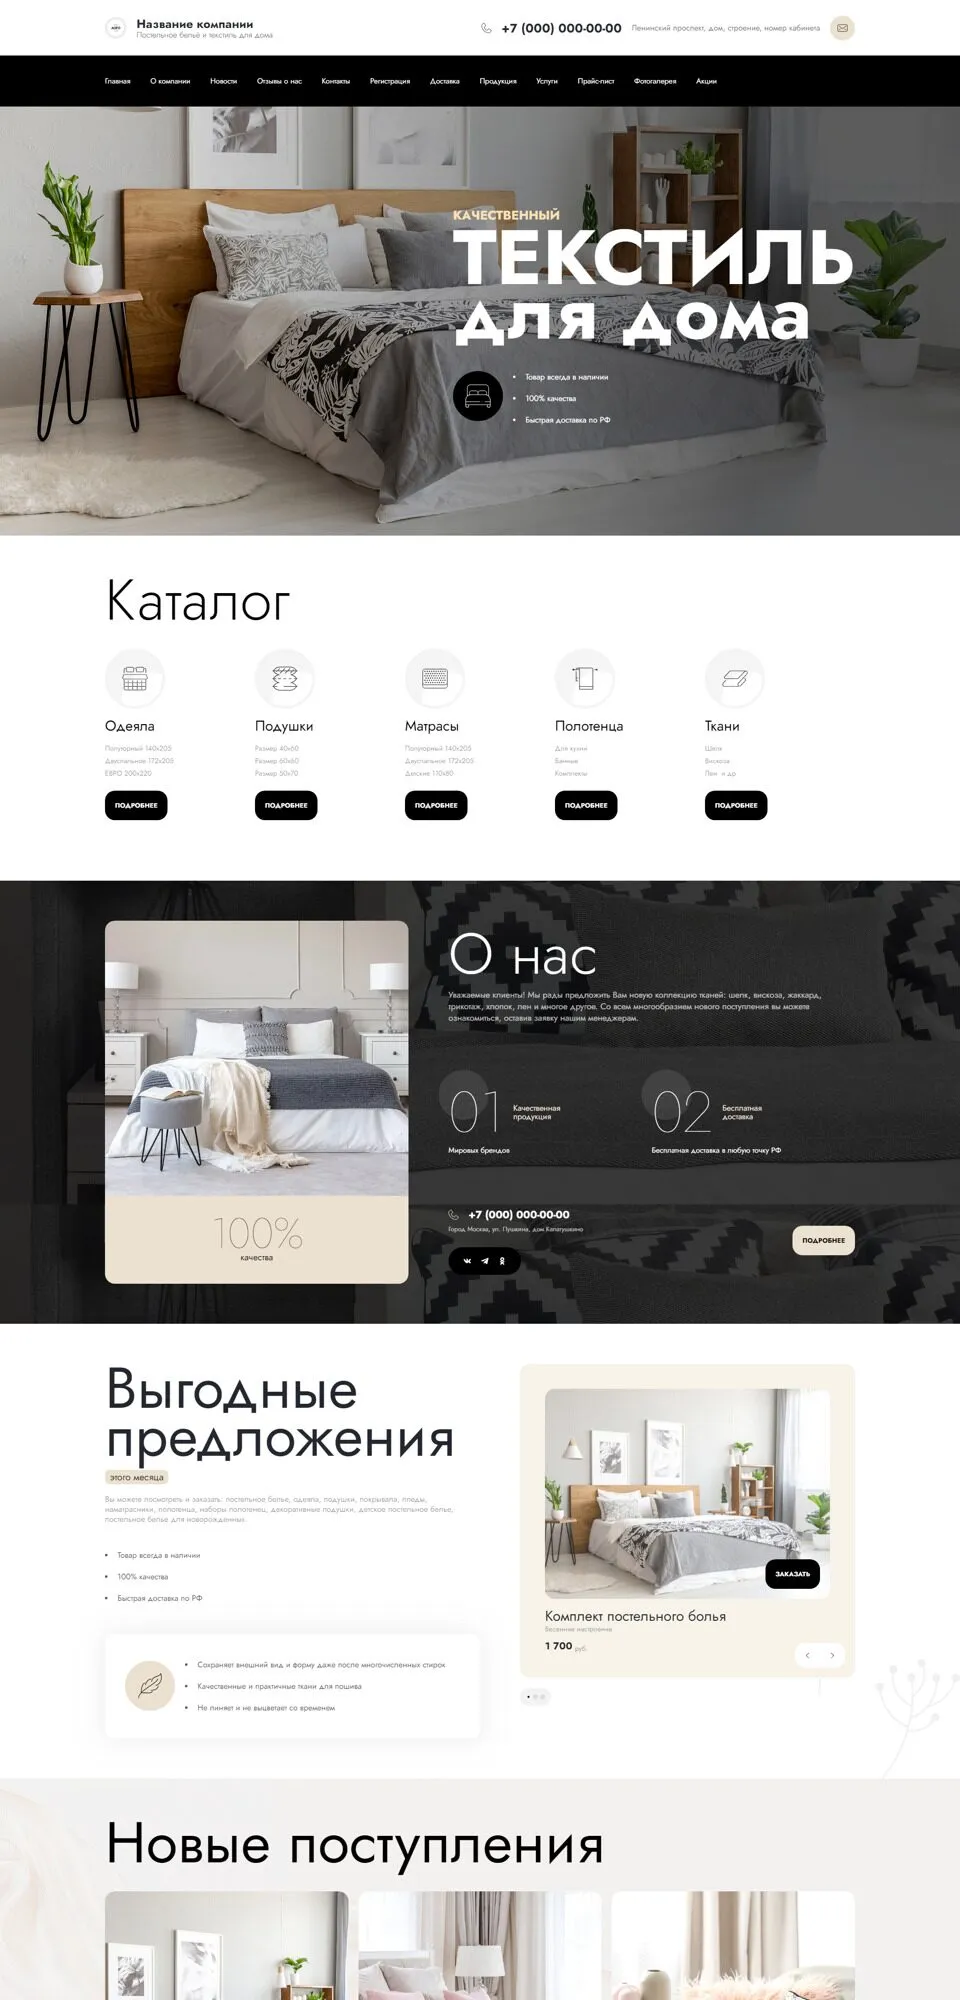 Название компании
Постельное бельё и текстиль для дома
+7 (000) 000-00-00
Ленинский проспект, дом, строение, номер кабинета
Главная
О компании
Новости
Отзывы о нас
Контакты
Регистрация
Доставка
Продукция
Услуги
Прайс-лист
Фотогалерея
Акции
КАЧЕСТВЕННЫЙ
ТЕКСТИЛЬ
для дома
• Товар всегда в наличии
• 100% качества
• Быстрая доставка по РФ
Каталог
Одеяла
Полуторный 140х205
Двуспальное 172х205
ЕВРО 200х220
ПОДРОБНЕЕ
Подушки
Размер 40х60
Размер 60х60
Размер 50х70
ПОДРОБНЕЕ
Матрасы
Полуторный 140х205
Двуспальное 172х205
Детские 110х80
ПОДРОБНЕЕ
Полотенца
Для кухни
Банные
Комплекты
ПОДРОБНЕЕ
Ткани
Шёлк
Вискоза
Лен и др
ПОДРОБНЕЕ
100%
качества
О нас
Уважаемые клиенты! Мы рады предложить Вам новую коллекцию тканей: шелк, вискоза, жаккард,
трикотаж, хлопок, лен и многое другое. Со всем многообразием нового поступления вы можете
ознакомиться, оставив заявку нашим менеджерам.
01
Качественная
продукция
Мировых брендов
02
Бесплатная
доставка
Бесплатная доставка в любую точку РФ
+7 (000) 000-00-00
Город Москва, ул. Пушкина, дом Калатушкино
ПОДРОБНЕЕ
Выгодные
предложения
этого месяца
Вы можете посмотреть и заказать: постельное белье, одеяла, подушки, покрывала, пледы,
наматрасники, полотенца, наборы полотенец, декоративные подушки, детское постельное белье,
постельное белье для новорожденных.
• Товар всегда в наличии
• 100% качества
• Быстрая доставка по РФ
• Сохраняет внешний вид и форму даже после многочисленных стирок
• Качественные и практичные ткани для пошива
• Не линяет и не выцветает со временем
ЗАКАЗАТЬ
Комплект постельного болья
Весеннее настроение
1 700 руб.
Новые поступления